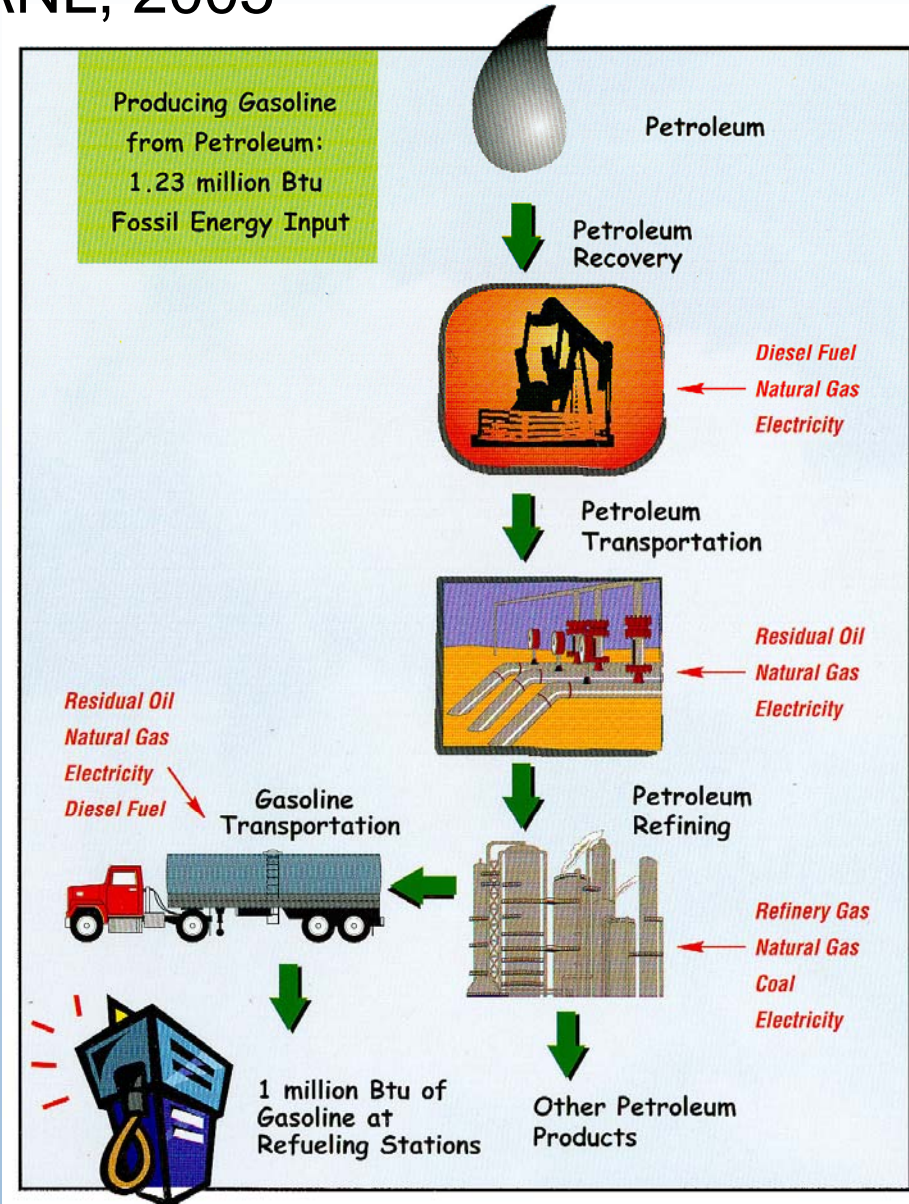 ANL, 2005
Producing Gasoline
from Petroleum:
1.23 million Btu
Fossil Energy Input
Petroleum
Petroleum
Recovery
Diesel Fuel
Natural Gas
Electricity
Petroleum
Transportation
Residual Oil
Natural Gas
Electricity
Residual Oil
Natural Gas
Electricity
Diesel Fuel
Gasoline
Transportation
Petroleum
Refining
Refinery Gas
Natural Gas
Coal
Electricity
1 million Btu of
Gasoline at
Refueling Stations
Other Petroleum
Products